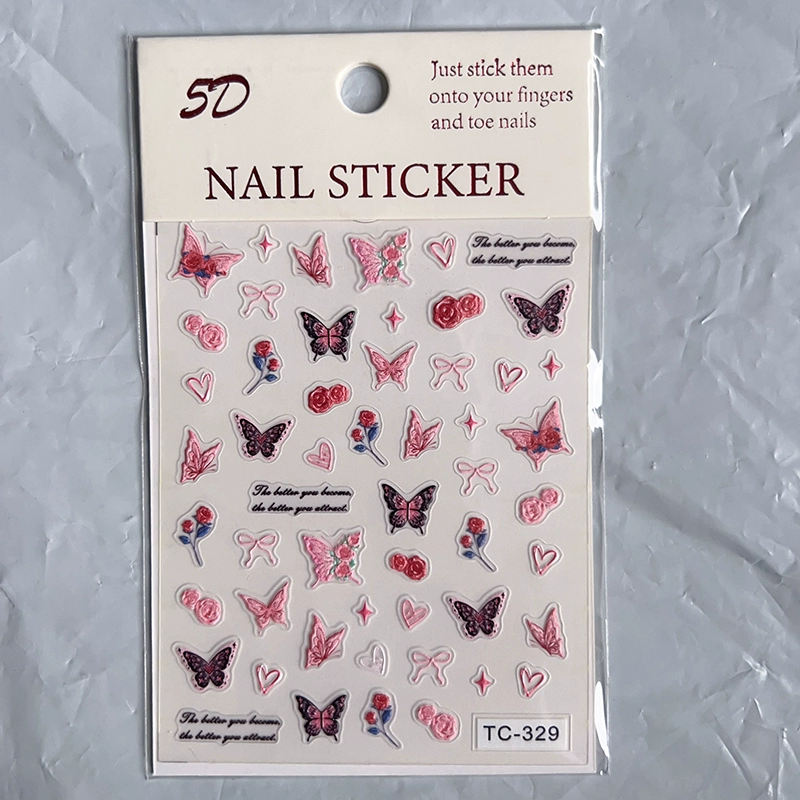 5D
Just stick them
onto your fingers
and toe nails
NAIL STICKER
The better you become,
the better you attract.
The better you become,
the better you attract.
The better you become,
the better you attract.
TC-329